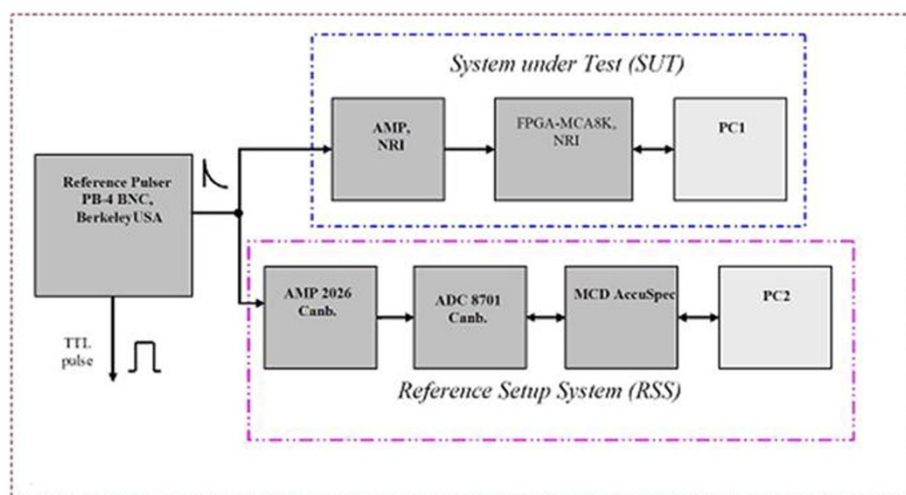 System under Test (SUT)
AMP,
NRI
FPGA-MCA8K,
NRI
PC1
Reference Pulser
PB-4 BNC,
BerkeleyUSA
AMP 2026
Canb.
ADC 8701
Canb.
MCD AccuSpec
PC2
TTL
pulse
Reference Setup System (RSS)